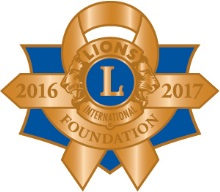 LIONS
L
2016 2017
INTERNATIONAL
FOUNDATION